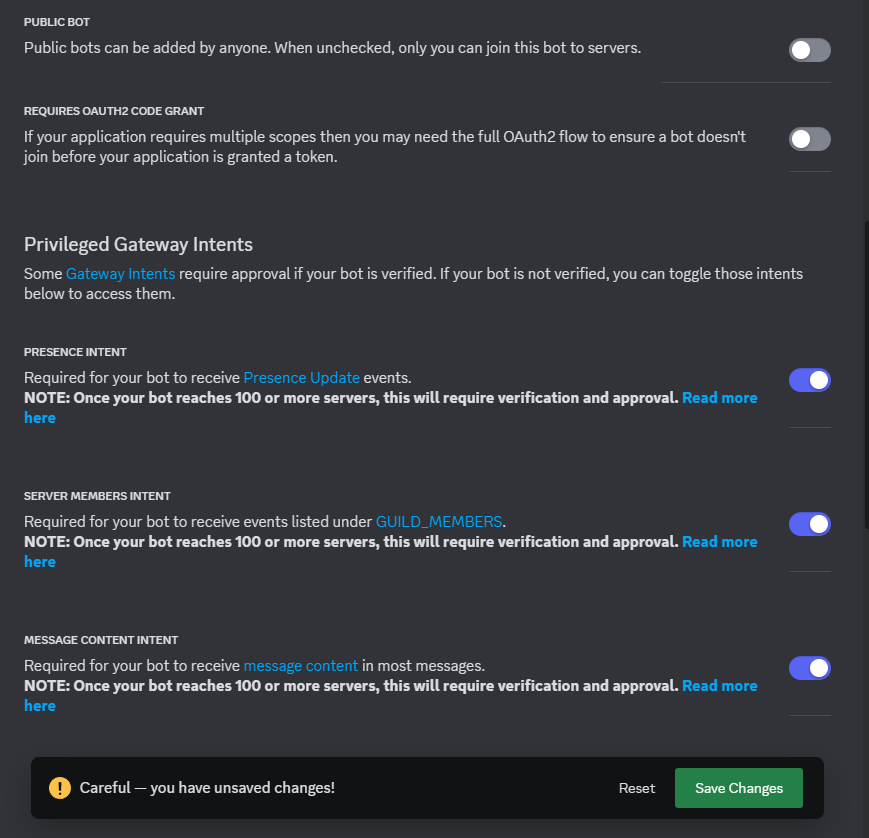 PUBLIC BOT
Public bots can be added by anyone. When unchecked, only you can join this bot to servers.
REQUIRES OAUTH2 CODE GRANT
If your application requires multiple scopes then you may need the full OAuth2 flow to ensure a bot doesn't
join before your application is granted a token.
Privileged Gateway Intents
Some Gateway Intents require approval if your bot is verified. If your bot is not verified, you can toggle those intents
below to access them.
PRESENCE INTENT
Required for your bot to receive Presence Update events.
NOTE: Once your bot reaches 100 or more servers, this will require verification and approval. Read more
here
SERVER MEMBERS INTENT
Required for your bot to receive events listed under GUILD_MEMBERS.
NOTE: Once your bot reaches 100 or more servers, this will require verification and approval. Read more
here
MESSAGE CONTENT INTENT
Required for your bot to receive message content in most messages.
NOTE: Once your bot reaches 100 or more servers, this will require verification and approval. Read more
here
Careful — you have unsaved changes! Reset Save Changes